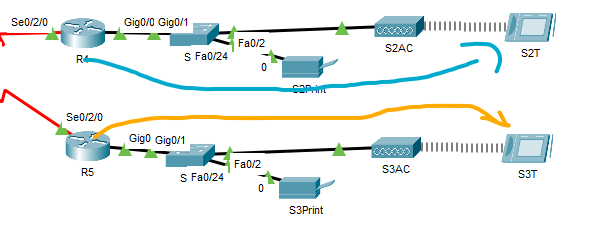 Se0/2/0 Gig0/0 Gig0/1
Fa0/2
R4 S Fa0/24 0 S2AC S2T
S2Print
Se0/2/0
Gig0 Gig0/1
Fa0/2
R5 S Fa0/24 0 S3AC S3T
S3Print